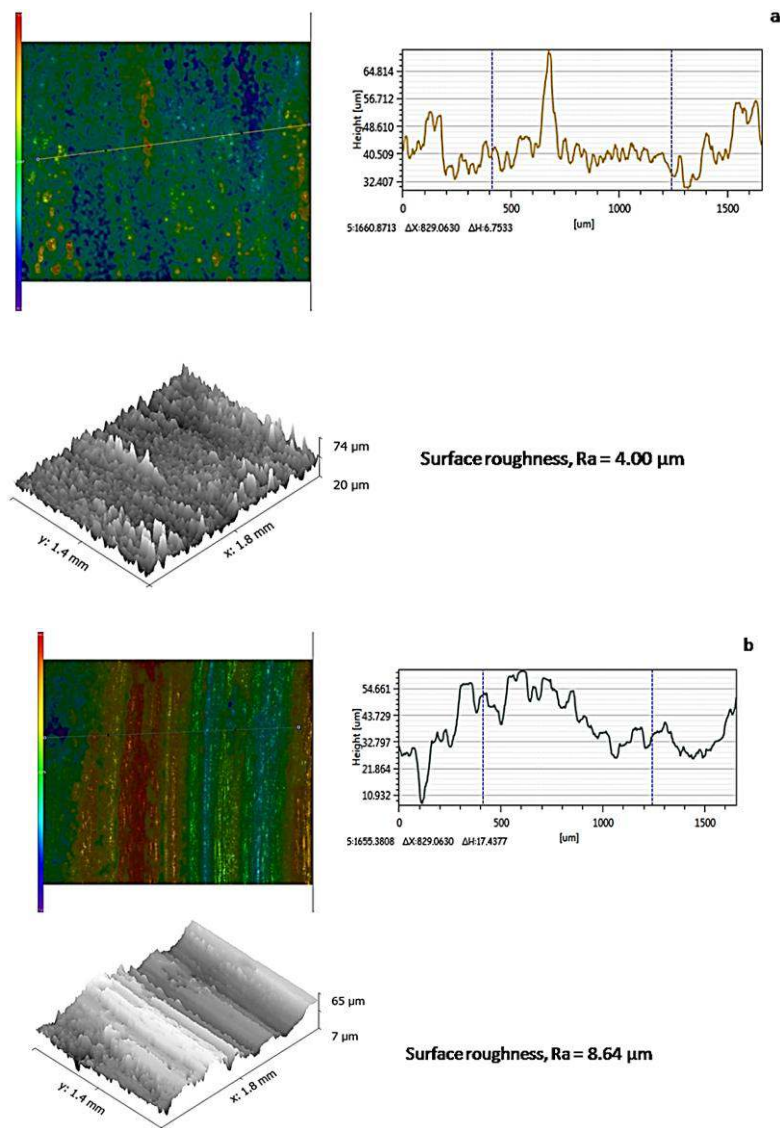 a
64.814
56.712
48.610
40.509
32.407
Height [um]
0 500 1000 1500
[um]
S:1660.8713 ΔX:829.0630 ΔH:6.7533
74 µm
20 µm
y: 1.4 mm
x: 1.8 mm
Surface roughness, Ra = 4.00 µm
b
54.661
43.729
32.797
21.864
10.932
Height [um]
0 500 1000 1500
[um]
S:1655.3808 ΔX:829.0630 ΔH:17.4377
65 µm
7 µm
y: 1.4 mm
x: 1.8 mm
Surface roughness, Ra = 8.64 µm